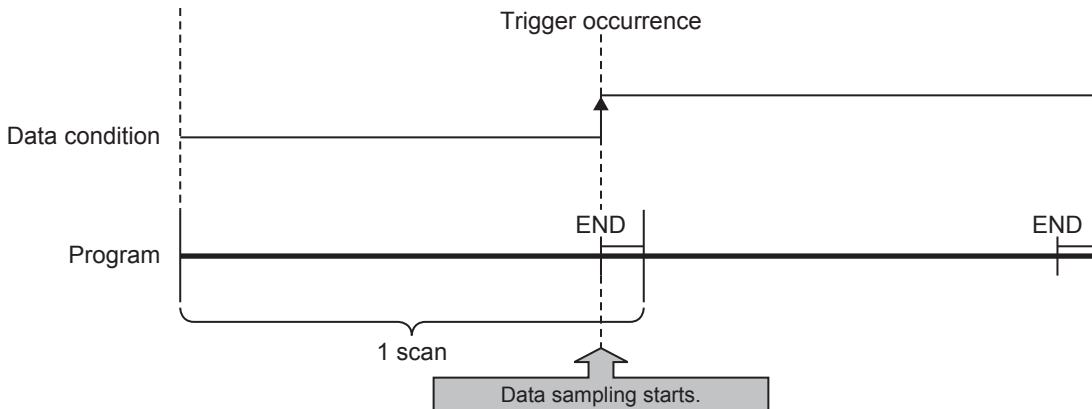 Trigger occurrence
Data condition
END
END
Program
1 scan
Data sampling starts.